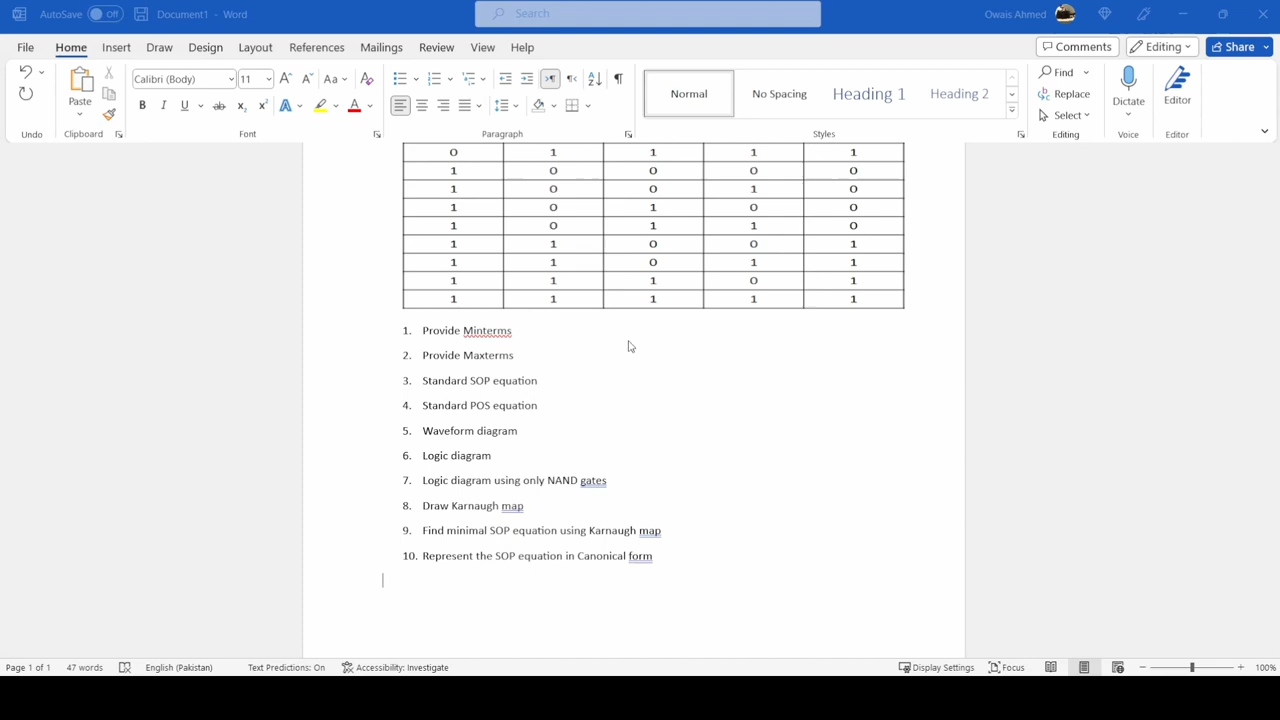 AutoSave Off Document1 - Word Search Owais Ahmed
File Home Insert Draw Design Layout References Mailings Review View Help Comments Editing Share
Paste Calibri (Body) 11 A A Aa A Normal No Spacing Heading 1 Heading 2 Find Replace Select Dictate Editor
B I U ab x2 x2 A A
Undo Clipboard Font Paragraph Styles Editing Voice Editor
0 1 1 1 1
1 0 0 0 0
1 0 0 1 0
1 0 1 0 0
1 0 1 1 0
1 1 0 0 1
1 1 0 1 1
1 1 1 0 1
1 1 1 1 1
1. Provide Minterms
2. Provide Maxterms
3. Standard SOP equation
4. Standard POS equation
5. Waveform diagram
6. Logic diagram
7. Logic diagram using only NAND gates
8. Draw Karnaugh map
9. Find minimal SOP equation using Karnaugh map
10. Represent the SOP equation in Canonical form
Page 1 of 1 47 words English (Pakistan) Text Predictions: On Accessibility: Investigate Display Settings Focus 100%